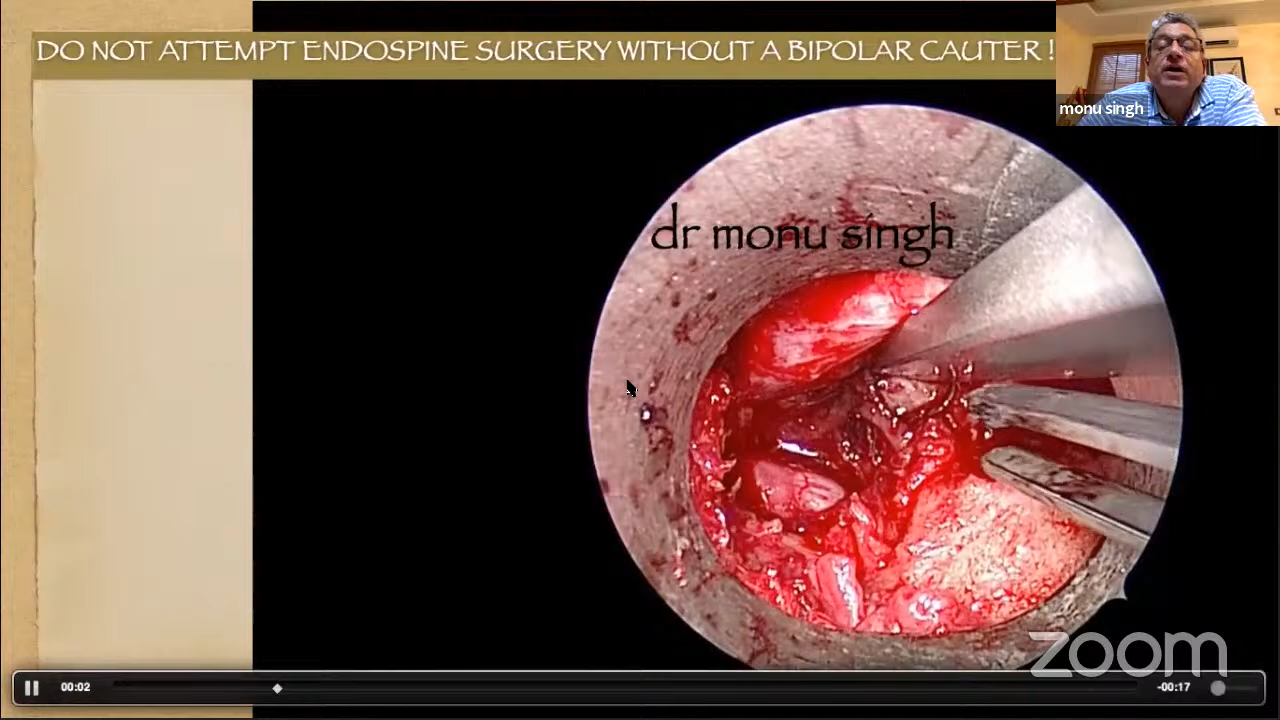 DO NOT ATTEMPT ENDOSPINE SURGERY WITHOUT A BIPOLAR CAUTER !
monu singh
dr monu singh
zoom
00:02
-00:17